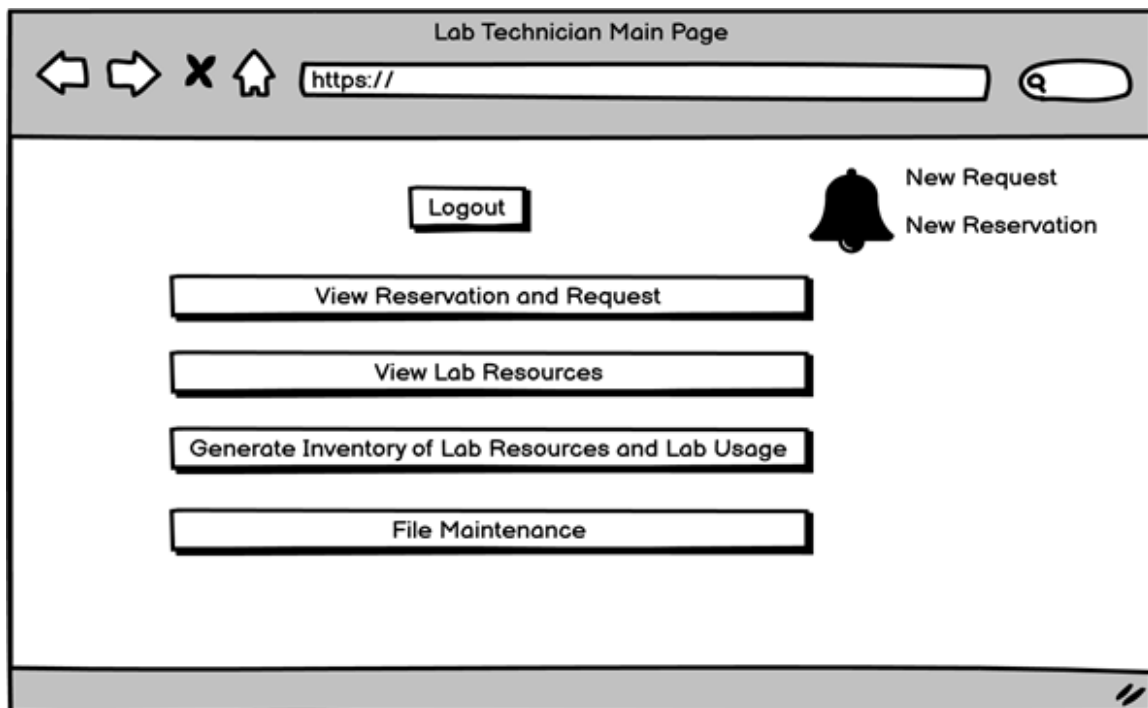 Lab Technician Main Page
https://
New Request
Logout
New Reservation
View Reservation and Request
View Lab Resources
Generate Inventory of Lab Resources and Lab Usage
File Maintenance